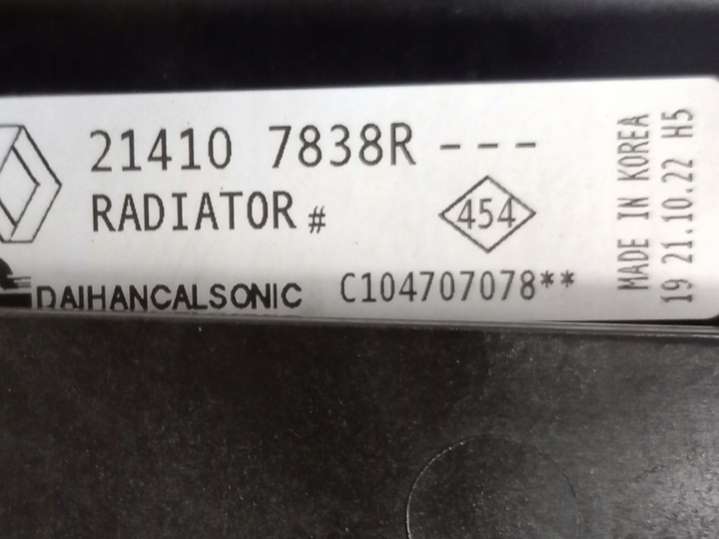 21410 7838R ---
RADIATOR #
454
DAIHANCALSONIC
C104707078**
MADE IN KOREA
19 21.10.22 H5